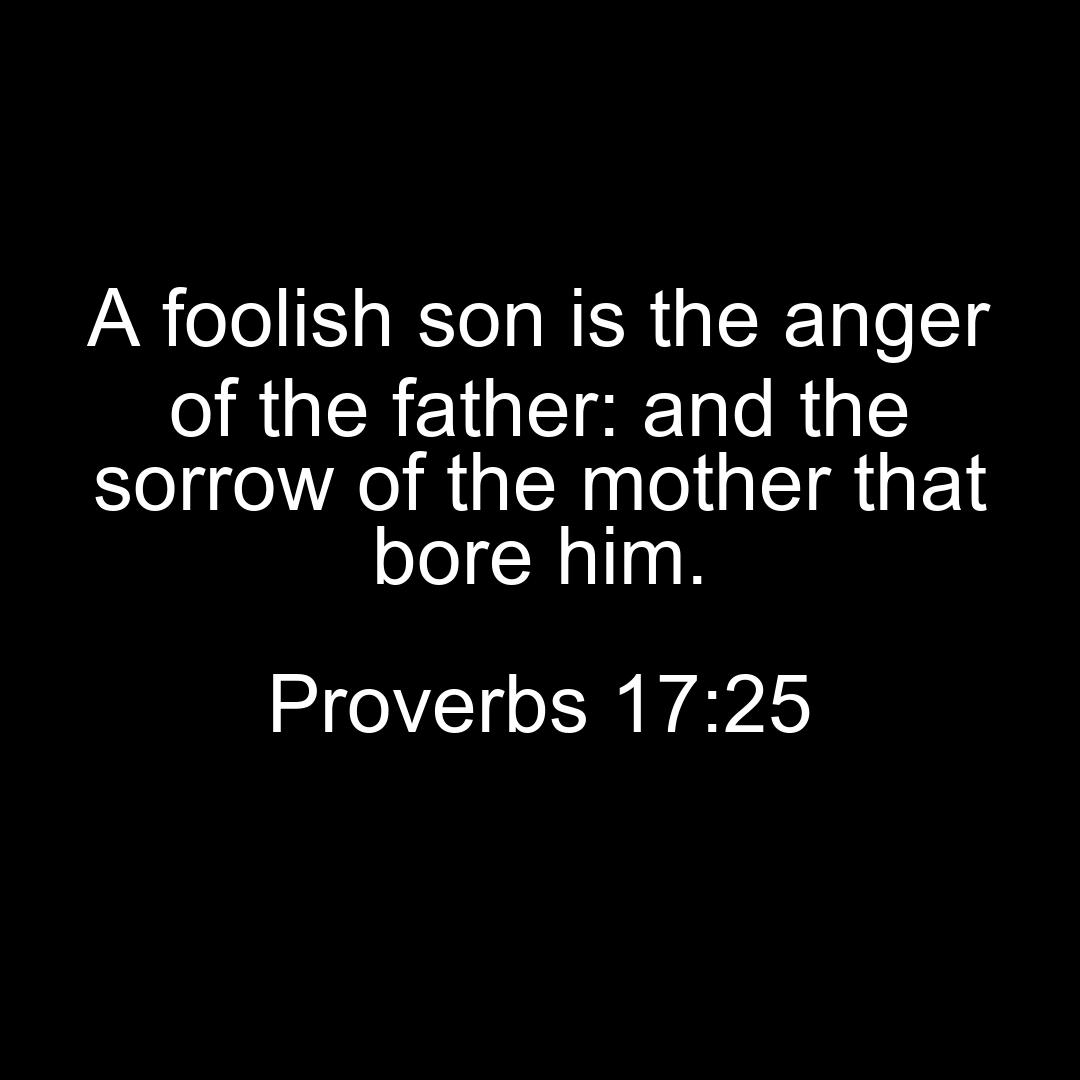 A foolish son is the anger
of the father: and the
sorrow of the mother that
bore him.
Proverbs 17:25